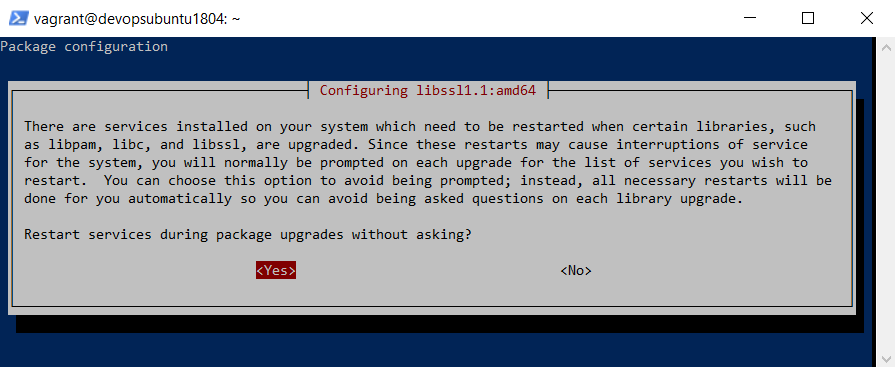 vagrant@devopsubuntu1804: ~
Package configuration
Configuring libssl1.1:amd64
There are services installed on your system which need to be restarted when certain libraries, such
as libpam, libc, and libssl, are upgraded. Since these restarts may cause interruptions of service
for the system, you will normally be prompted on each upgrade for the list of services you wish to
restart.  You can choose this option to avoid being prompted; instead, all necessary restarts will be
done for you automatically so you can avoid being asked questions on each library upgrade.
Restart services during package upgrades without asking?
<Yes> <No>